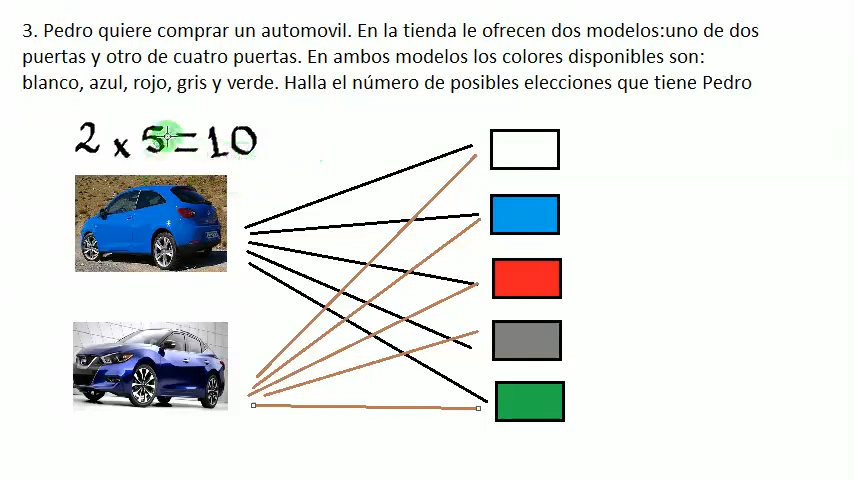 3. Pedro quiere comprar un automovil. En la tienda le ofrecen dos modelos:uno de dos
puertas y otro de cuatro puertas. En ambos modelos los colores disponibles son:
blanco, azul, rojo, gris y verde. Halla el número de posibles elecciones que tiene Pedro
2 x 5 = 10